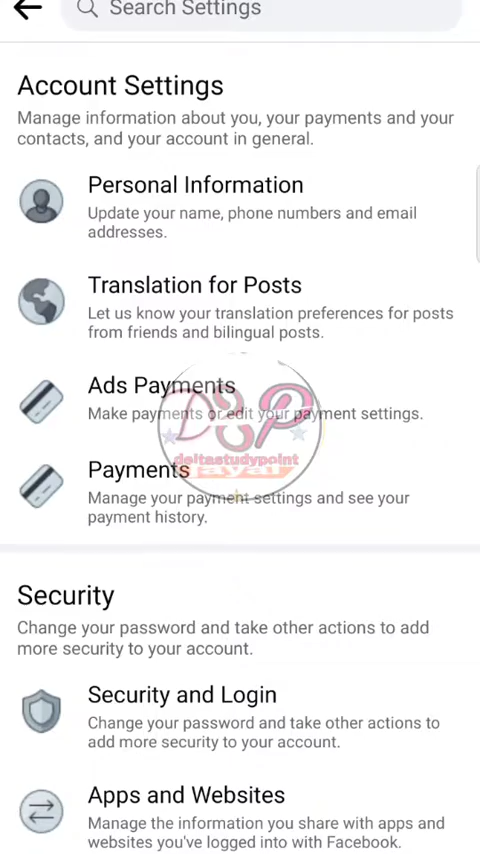 Search Settings
Account Settings
Manage information about you, your payments and your
contacts, and your account in general.
Personal Information
Update your name, phone numbers and email
addresses.
Translation for Posts
Let us know your translation preferences for posts
from friends and bilingual posts.
Ads Payments
Make payments or edit your payment settings.
DSP
deltastudypoint
Payments
Manage your payment settings and see your
payment history.
Security
Change your password and take other actions to add
more security to your account.
Security and Login
Change your password and take other actions to
add more security to your account.
Apps and Websites
Manage the information you share with apps and
websites you've logged into with Facebook.